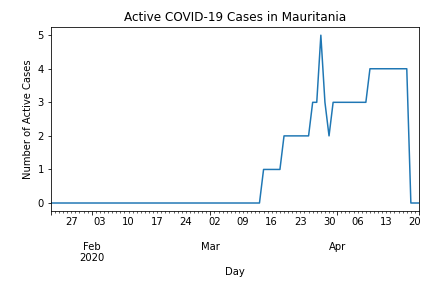 Active COVID-19 Cases in Mauritania
Number of Active Cases
5
4
3
2
1
0
27 03 10 17 24 02 09 16 23 30 06 13 20
Feb Mar Apr
2020
Day